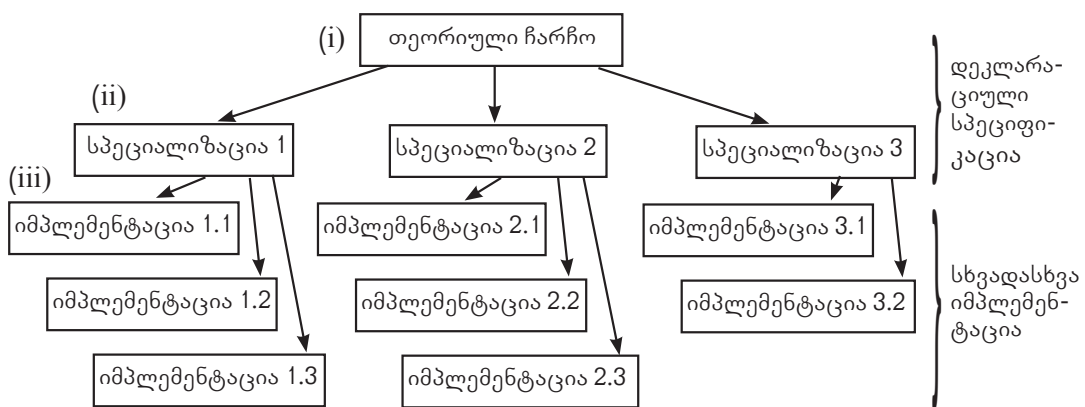 (i) თეორიული ჩარჩო
დეკლარა-
ციული
სპეციფი-
კაცია
(ii)
სპეციალიზაცია 1 სპეციალიზაცია 2 სპეციალიზაცია 3
(iii)
იმპლემენტაცია 1.1 იმპლემენტაცია 2.1 იმპლემენტაცია 3.1
იმპლემენტაცია 1.2 იმპლემენტაცია 2.2 იმპლემენტაცია 3.2
იმპლემენტაცია 1.3 იმპლემენტაცია 2.3
სხვადასხვა
იმპლემენ-
ტაცია